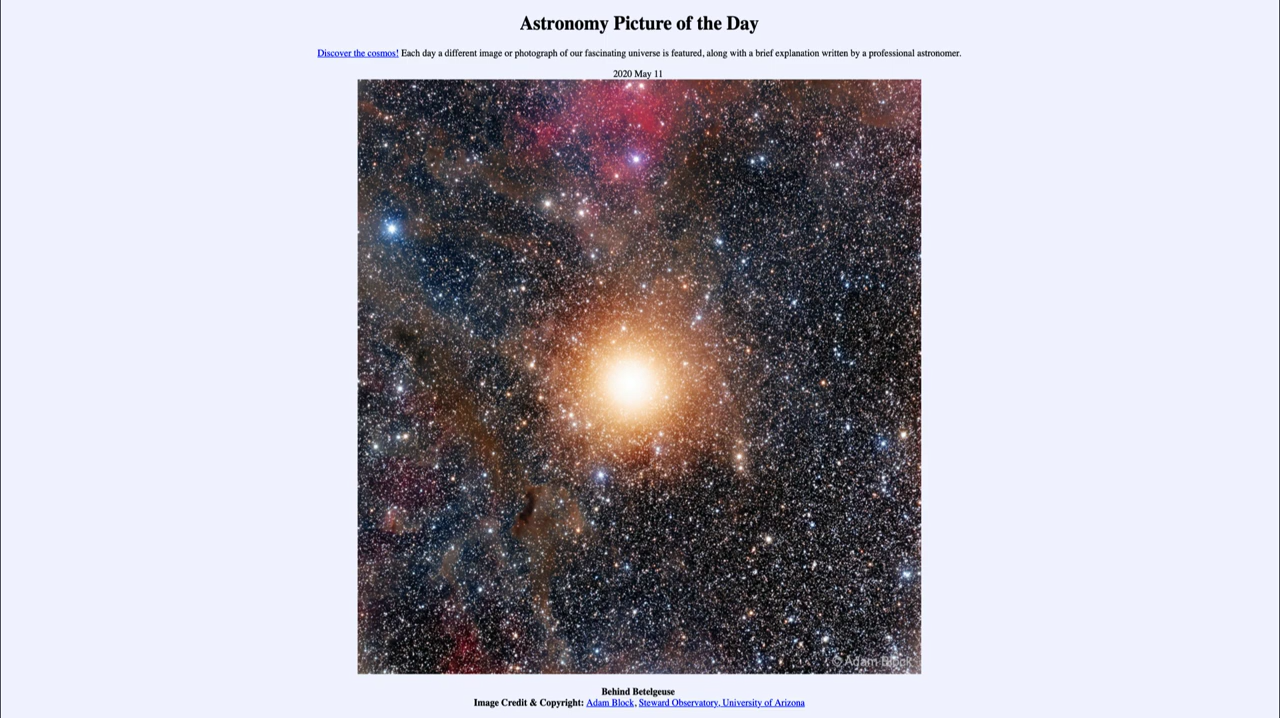 Astronomy Picture of the Day
Discover the cosmos! Each day a different image or photograph of our fascinating universe is featured, along with a brief explanation written by a professional astronomer.
2020 May 11
© Adam Block
Behind Betelgeuse
Image Credit & Copyright: Adam Block, Steward Observatory, University of Arizona